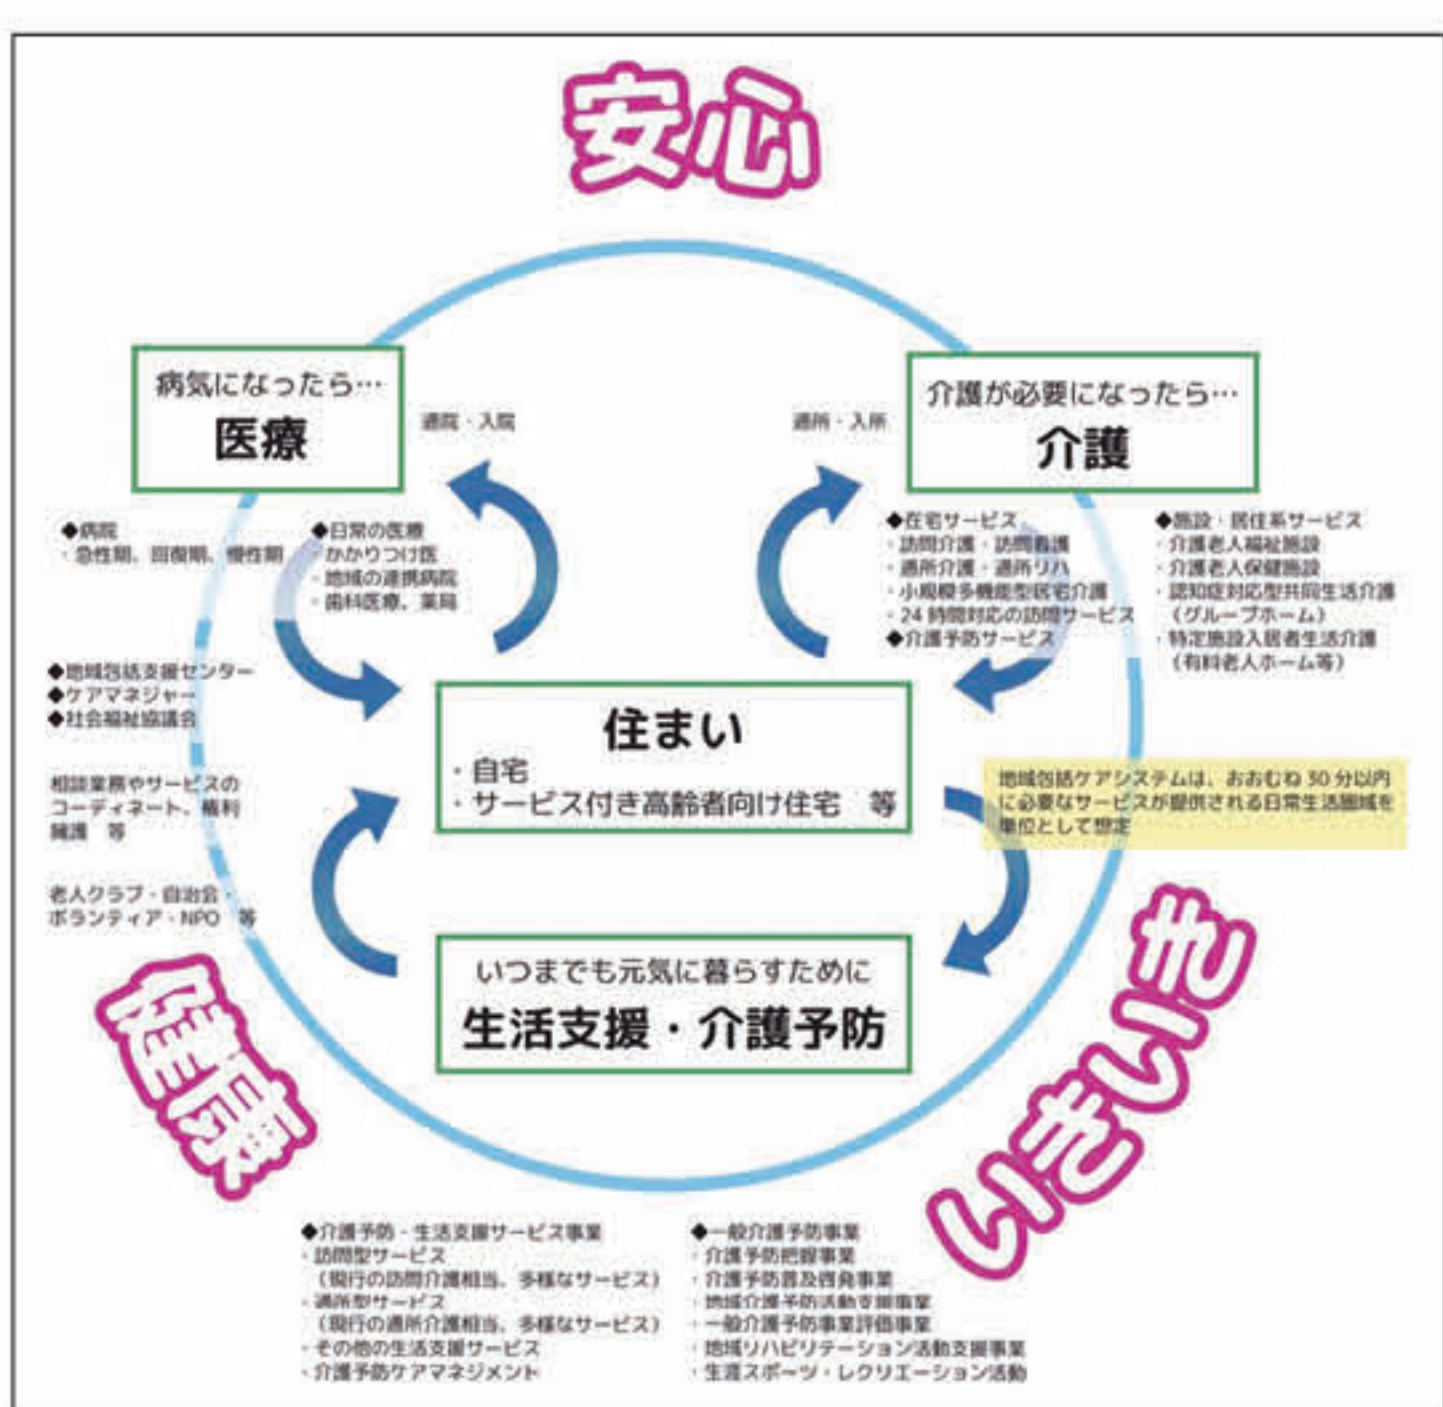 安心
病気になったら…
医療
通院・入院
通所・入所
介護が必要になったら…
介護
◆病院
・急性期、回復期、慢性期
◆日常の医療
・かかりつけ医
・地域の連携病院
・歯科医療、薬局
◆在宅サービス
・訪問介護・訪問看護
・通所介護・通所リハ
・小規模多機能型居宅介護
・24時間対応の訪問サービス
◆介護予防サービス
◆施設・居住系サービス
・介護老人福祉施設
・介護老人保健施設
・認知症対応型共同生活介護
（グループホーム）
・特定施設入居者生活介護
（有料老人ホーム等）
◆地域包括支援センター
◆ケアマネジャー
◆社会福祉協議会
相談業務やサービスの
コーディネート、権利
擁護　等
老人クラブ・自治会・
ボランティア・NPO　等
住まい
・自宅
・サービス付き高齢者向け住宅　等
地域包括ケアシステムは、おおむね30分以内
に必要なサービスが提供される日常生活圏域を
単位として想定
いつまでも元気に暮らすために
生活支援・介護予防
健康
いきいき
◆介護予防・生活支援サービス事業
・訪問型サービス
（現行の訪問介護相当、多様なサービス）
・通所型サービス
（現行の通所介護相当、多様なサービス）
・その他の生活支援サービス
・介護予防ケアマネジメント
◆一般介護予防事業
・介護予防把握事業
・介護予防普及啓発事業
・地域介護予防活動支援事業
・一般介護予防事業評価事業
・地域リハビリテーション活動支援事業
・生涯スポーツ・レクリエーション活動